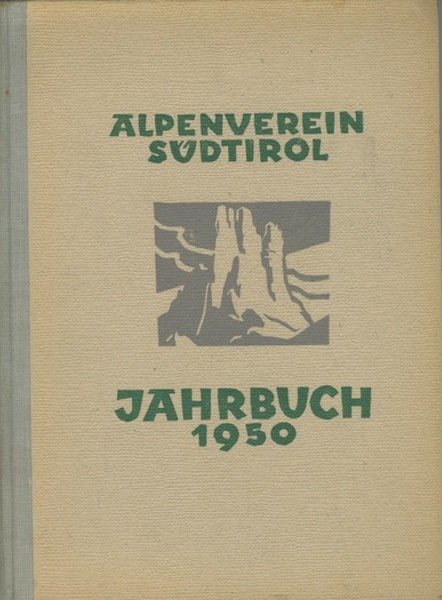 ALPENVEREIN
SÜDTIROL
JAHRBUCH
1950